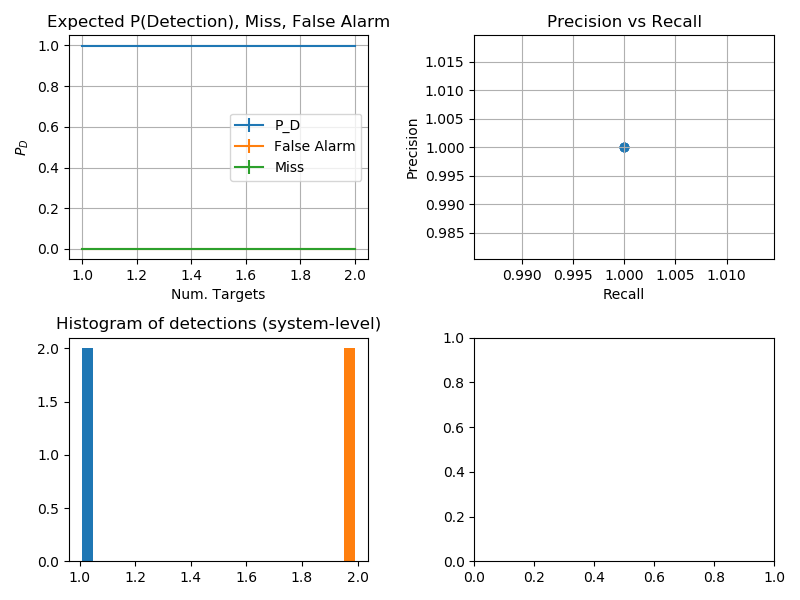 Expected P(Detection), Miss, False Alarm
1.0
0.8
0.6
0.4
0.2
0.0
P_D
P_D
False Alarm
Miss
1.0 1.2 1.4 1.6 1.8 2.0
Num. Targets
Precision vs Recall
1.015
1.010
1.005
1.000
0.995
0.990
0.985
Precision
0.990 0.995 1.000 1.005 1.010
Recall
Histogram of detections (system-level)
2.0
1.5
1.0
0.5
0.0
1.0 1.2 1.4 1.6 1.8 2.0
1.0
0.8
0.6
0.4
0.2
0.0
0.0 0.2 0.4 0.6 0.8 1.0